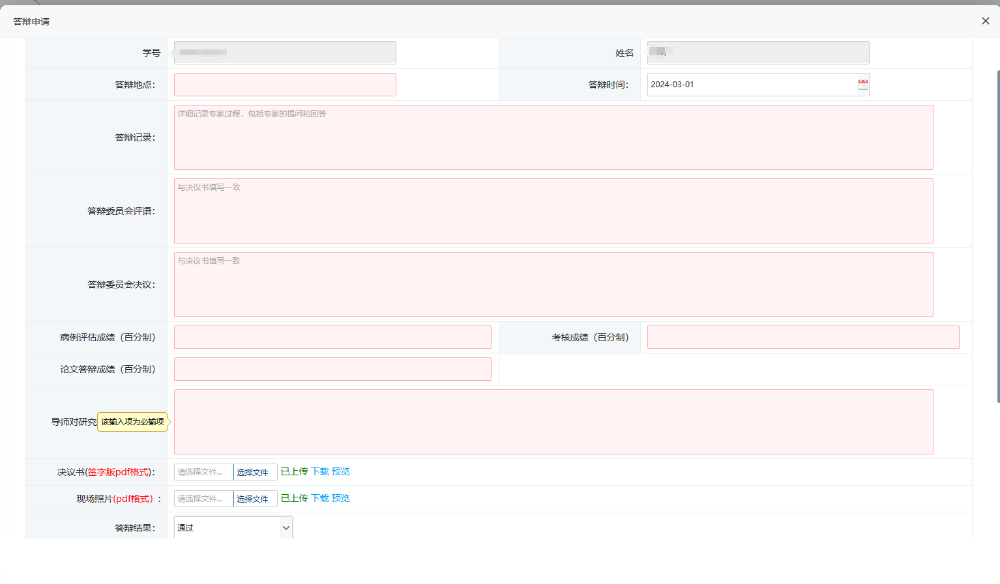 答辩申请
学号
姓名
答辩地点：
答辩时间： 2024-03-01
答辩记录： 详细记录专家过程，包括专家的提问和回答
答辩委员会评语： 与决议书填写一致
答辩委员会决议： 与决议书填写一致
病例评估成绩（百分制）
考核成绩（百分制）
论文答辩成绩（百分制）
导师对研究 该输入项为必输项
决议书(签字版pdf格式)： 请选择文件... 选择文件 已上传 下载 预览
现场照片(pdf格式）： 请选择文件... 选择文件 已上传 下载 预览
答辩结果： 通过